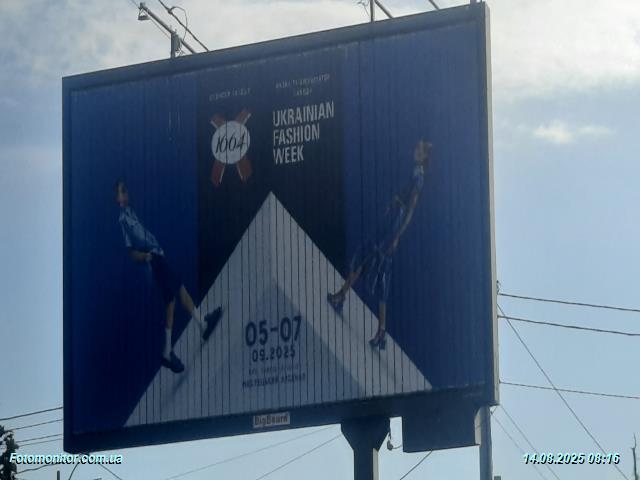 1664
UKRAINIAN
FASHION
WEEK
05-07
09.2025
BigBoard
Fotomonitor.com.ua
14.08.2025 08:16